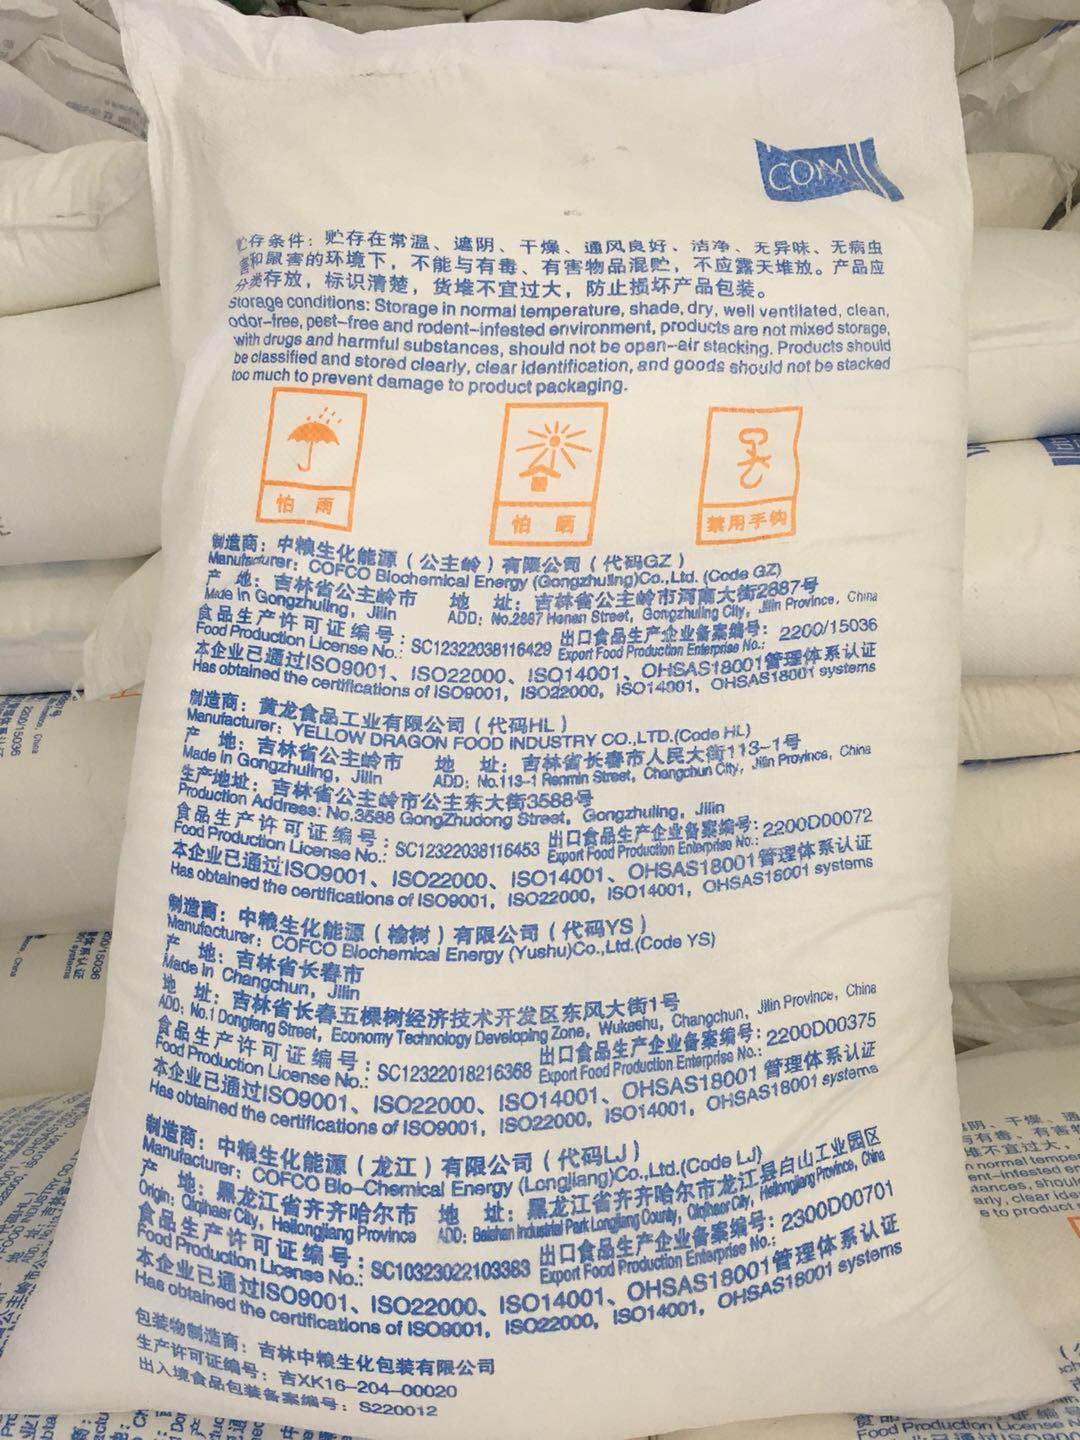 COM
贮存条件：贮存在常温、遮阴、干燥、通风良好、洁净、无异味、无病虫
害和鼠害的环境下，不能与有毒、有害物品混贮，不应露天堆放。产品应
分类存放，标识清楚，货堆不宜过大，防止损坏产品包装。
Storage conditions: Storage in normal temperature, shade, dry, well ventilated, clean,
odor-free, pest-free and rodent-infested environment, products are not mixed storage,
with drugs and harmful substances, should not be open-air stacking. Products should
be classified and stored clearly, clear identification, and goods should not be stacked
too much to prevent damage to product packaging.
怕雨
怕晒
禁用手钩
制造商：中粮生化能源（公主岭）有限公司（代码GZ）
Manufacturer: COFCO Biochemical Energy (Gongzhuling)Co.,Ltd. (Code GZ)
产 地：吉林省公主岭市 地 址：吉林省公主岭市河南大街2887号
Made in Gongzhuling, Jilin ADD: No.2887 Henan Street, Gongzhuling City, Jilin Province, China
食品生产许可证编号：SC12322038116429 出口食品生产企业备案编号：2200/15036
Food Production License No.: Export Food Production Enterprise No.:
本企业已通过ISO9001、ISO22000、ISO14001、OHSAS18001管理体系认证
Has obtained the certifications of ISO9001, ISO22000, ISO14001, OHSAS18001 systems
制造商：黄龙食品工业有限公司（代码HL）
Manufacturer: YELLOW DRAGON FOOD INDUSTRY CO.,LTD.(Code HL)
产 地：吉林省公主岭市 地 址：吉林省长春市人民大街113-1号
Made in Gongzhuling, Jilin ADD: No.113-1 Renmin Street, Changchun City, Jilin Province, China
生产地址：吉林省公主岭市公主东大街3588号
Production Address: No.3588 GongZhudong Street, Gongzhuling, Jilin
食品生产许可证编号：SC12322038116453 出口食品生产企业备案编号：2200D00072
Food Production License No.: Export Food Production Enterprise No.:
本企业已通过ISO9001、ISO22000、ISO14001、OHSAS18001管理体系认证
Has obtained the certifications of ISO9001, ISO22000, ISO14001, OHSAS18001 systems
制造商：中粮生化能源（榆树）有限公司（代码YS）
Manufacturer: COFCO Biochemical Energy (Yushu)Co.,Ltd.(Code YS)
产 地：吉林省长春市
Made in Changchun, Jilin
地 址：吉林省长春五棵树经济技术开发区东风大街1号
ADD: No.1 Dongfeng Street, Economy Technology Developing Zone, Wukeshu, Changchun, Jilin Province, China
食品生产许可证编号：SC12322018216368 出口食品生产企业备案编号：2200D00375
Food Production License No.: Export Food Production Enterprise No.:
本企业已通过ISO9001、ISO22000、ISO14001、OHSAS18001管理体系认证
Has obtained the certifications of ISO9001, ISO22000, ISO14001, OHSAS18001 systems
制造商：中粮生化能源（龙江）有限公司（代码LJ）
Manufacturer: COFCO Bio-Chemical Energy (Longjiang)Co.,Ltd.(Code LJ)
产 地：黑龙江省齐齐哈尔市 地 址：黑龙江省齐齐哈尔市龙江县白山工业园区
Origin: Qiqihaer City, Heilongjiang Province ADD: Baishan Industrial Park Longjiang County, Qiqihaer City, Heilongjiang Province, China
食品生产许可证编号：SC10323022103383 出口食品生产企业备案编号：2300D00701
Food Production License No.: Export Food Production Enterprise No.:
本企业已通过ISO9001、ISO22000、ISO14001、OHSAS18001管理体系认证
Has obtained the certifications of ISO9001, ISO22000, ISO14001, OHSAS18001 systems
包装物制造商：吉林中粮生化包装有限公司
生产许可证编号：吉XK16-204-00020
出入境食品包装备案编号：S220012